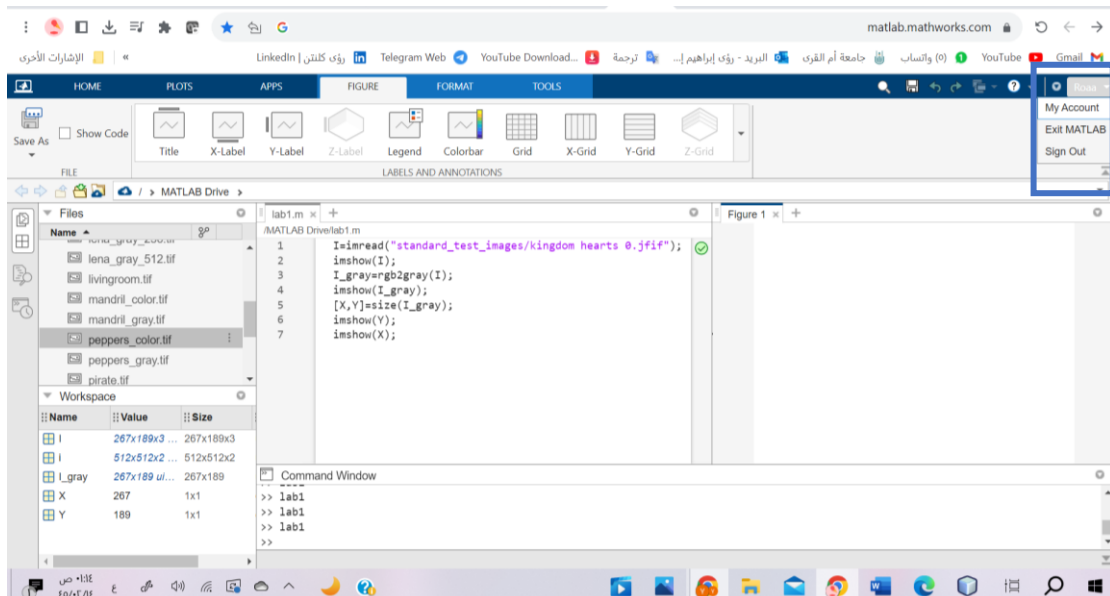 matlab.mathworks.com
الإشارات الأخرى
»
رؤى كلنتن | LinkedIn
Telegram Web
YouTube Download...
ترجمة
البريد - رؤى إبراهيم إ...
جامعة أم القرى
(٥) واتساب
YouTube
Gmail
HOME PLOTS APPS FIGURE FORMAT TOOLS
Roaa
My Account
Exit MATLAB
Sign Out
Save As
Show Code
Title X-Label Y-Label Z-Label Legend Colorbar Grid X-Grid Y-Grid Z-Grid
FILE LABELS AND ANNOTATIONS
/ > MATLAB Drive >
Files
Name
lena_gray_512.tif
livingroom.tif
mandril_color.tif
mandril_gray.tif
peppers_color.tif
peppers_gray.tif
pirate.tif
Workspace
Name Value Size
I 267x189x3 ... 267x189x3
i 512x512x2 ... 512x512x2
I_gray 267x189 ui... 267x189
X 267 1x1
Y 189 1x1
lab1.m × +
/MATLAB Drive/lab1.m
1 I=imread("standard_test_images/kingdom hearts 0.jfif");
2 imshow(I);
3 I_gray=rgb2gray(I);
4 imshow(I_gray);
5 [X,Y]=size(I_gray);
6 imshow(Y);
7 imshow(X);
Figure 1 × +
Command Window
>> lab1
>> lab1
>> lab1
>>
ع